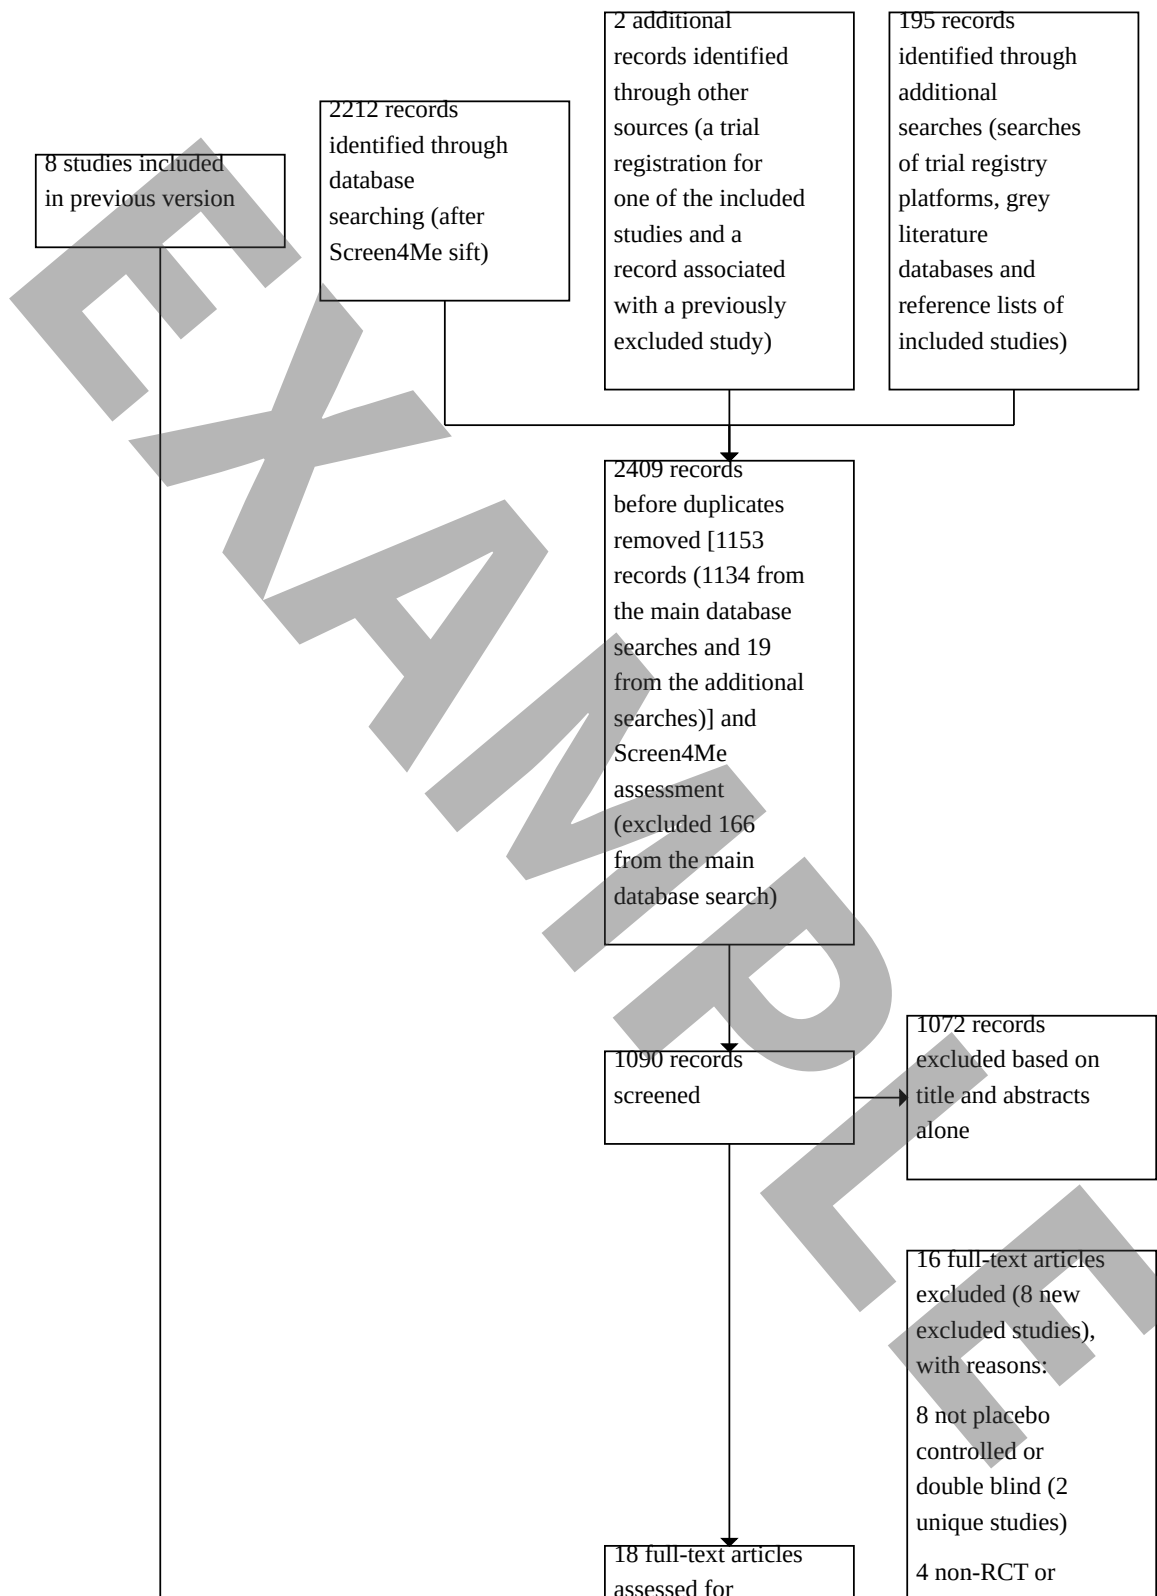 8 studies included
in previous version
2212 records
identified through
database
searching (after
Screen4Me sift)
2 additional
records identified
through other
sources (a trial
registration for
one of the included
studies and a
record associated
with a previously
excluded study)
195 records
identified through
additional
searches (searches
of trial registry
platforms, grey
literature
databases and
reference lists of
included studies)
2409 records
before duplicates
removed [1153
records (1134 from
the main database
searches and 19
from the additional
searches)] and
Screen4Me
assessment
(excluded 166
from the main
database search)
1090 records
screened
1072 records
excluded based on
title and abstracts
alone
16 full-text articles
excluded (8 new
excluded studies),
with reasons:
8 not placebo
controlled or
double blind (2
unique studies)
4 non-RCT or
18 full-text articles
assessed for
EXAMPLE